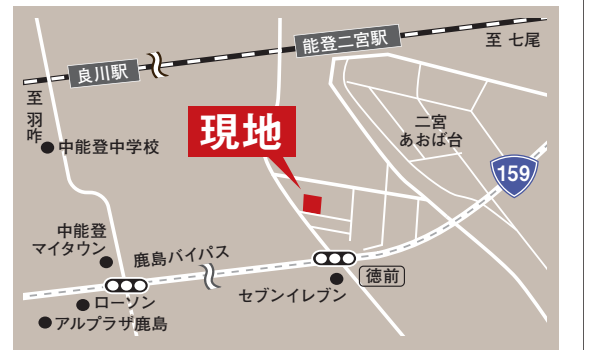 能登二宮駅
至 七尾
良川駅
至
羽咋
現地
二宮
あおば台
中能登中学校
159
中能登
マイタウン
鹿島バイパス
徳前
セブンイレブン
ローソン
アルプラザ鹿島